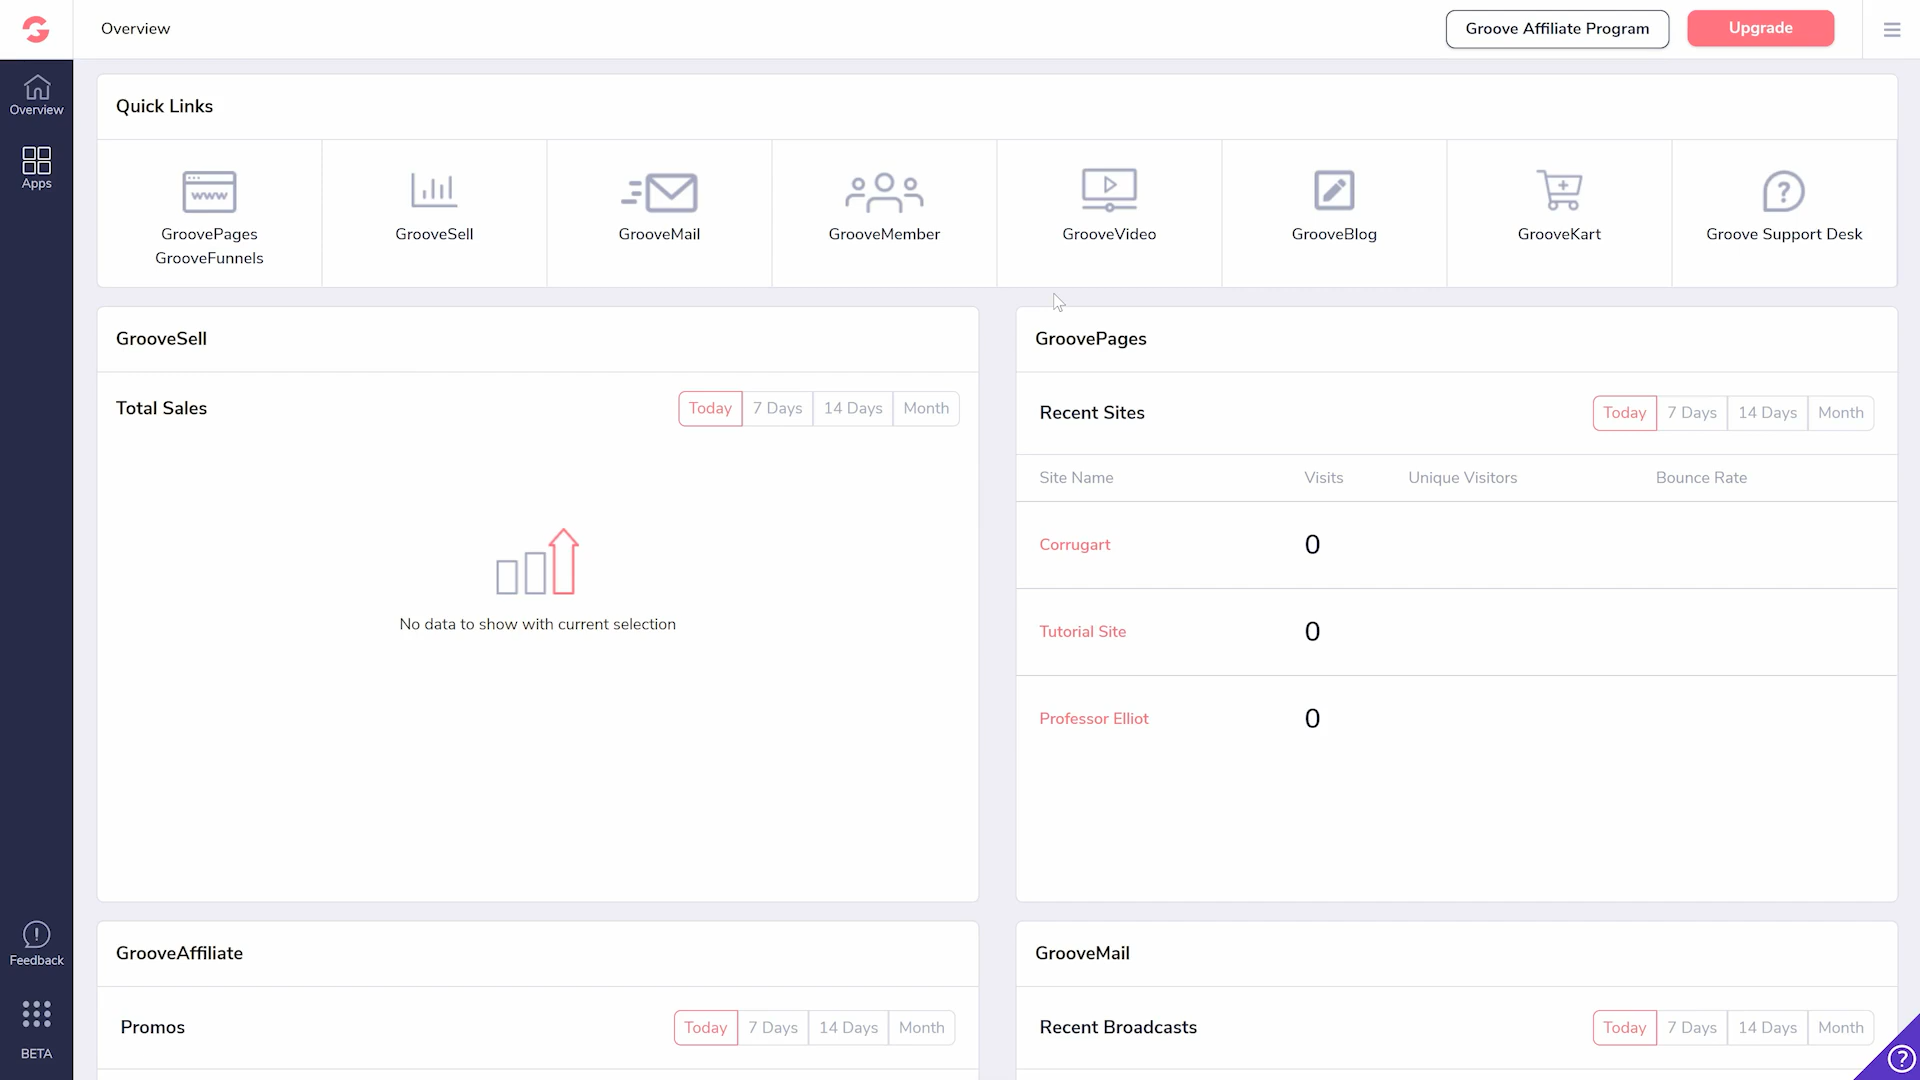 Overview
Groove Affiliate Program
Upgrade
Overview
Apps
Quick Links
www
GroovePages
GrooveFunnels
GrooveSell
GrooveMail
GrooveMember
GrooveVideo
GrooveBlog
GrooveKart
?
Groove Support Desk
GrooveSell
Total Sales
Today 7 Days 14 Days Month
No data to show with current selection
GroovePages
Recent Sites
Today 7 Days 14 Days Month
Site Name Visits Unique Visitors Bounce Rate
Corrugart 0
Tutorial Site 0
Professor Elliot 0
GrooveAffiliate
Promos
Today 7 Days 14 Days Month
GrooveMail
Recent Broadcasts
Today 7 Days 14 Days Month
!
Feedback
BETA
?